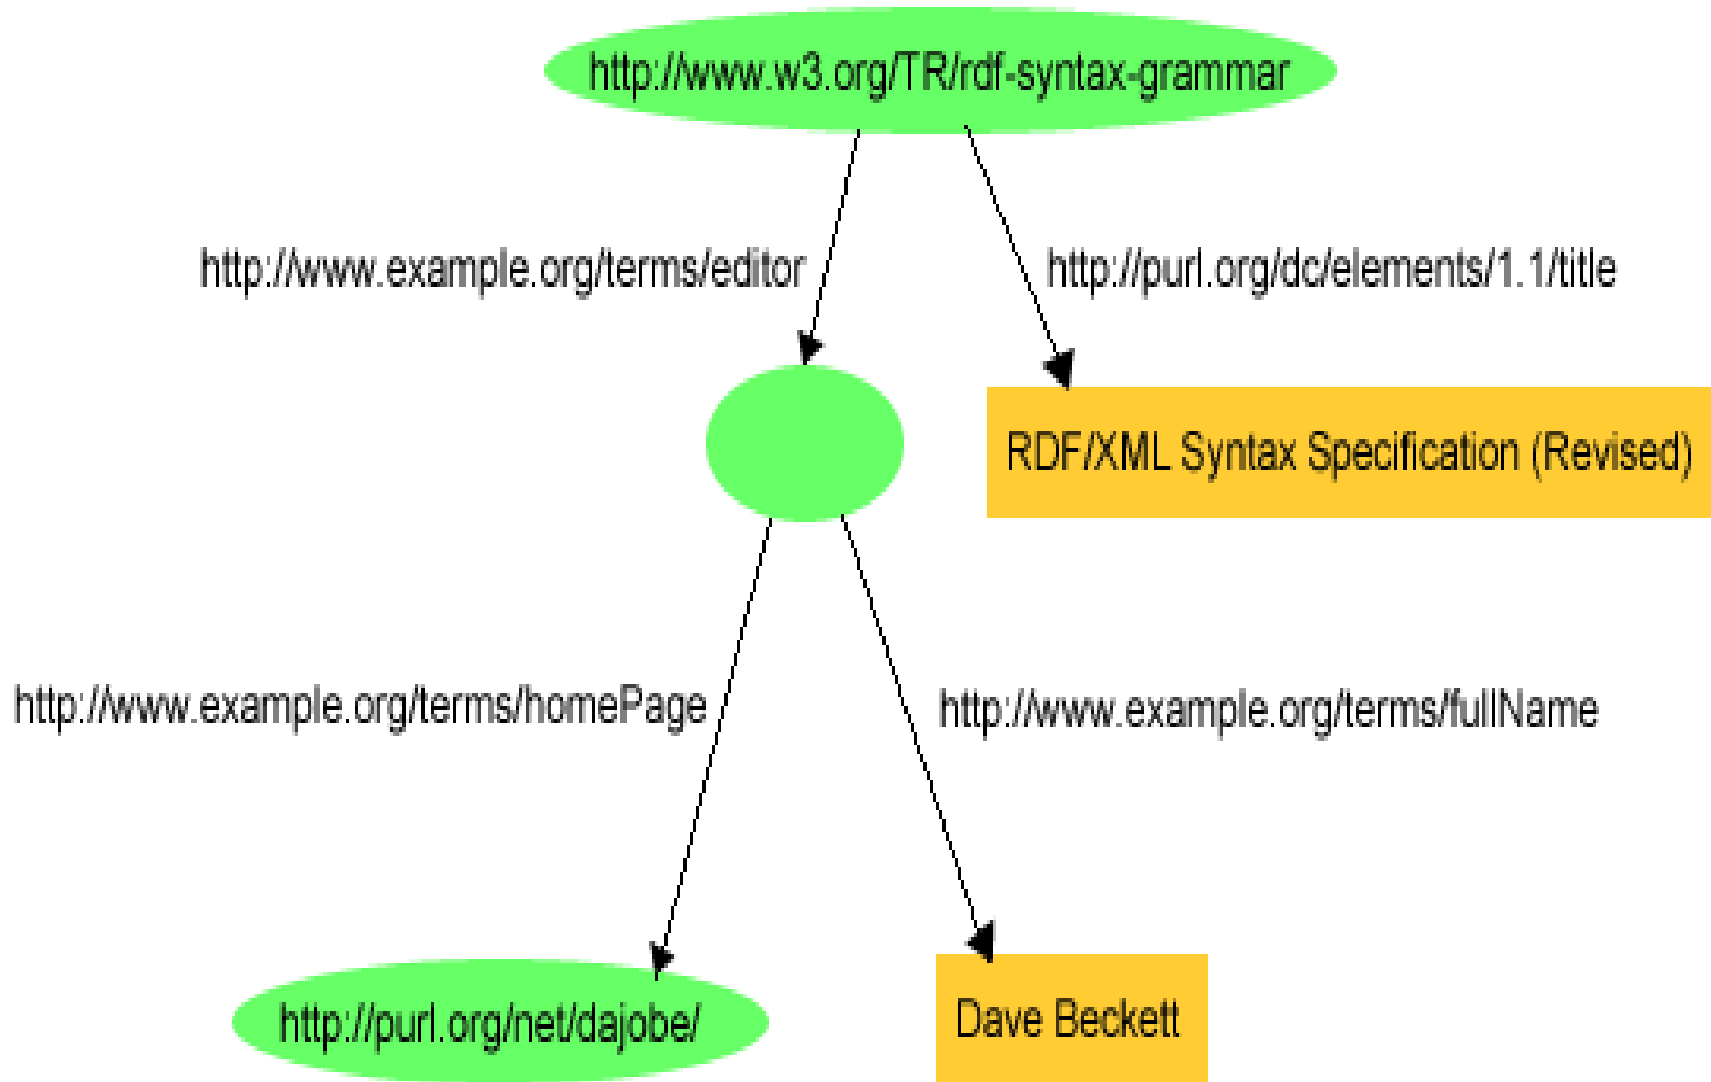 http://www.w3.org/TR/rdf-syntax-grammar
http://www.example.org/terms/editor
http://purl.org/dc/elements/1.1/title
RDF/XML Syntax Specification (Revised)
http://www.example.org/terms/homePage
http://www.example.org/terms/fullName
http://purl.org/net/dajobe/
Dave Beckett